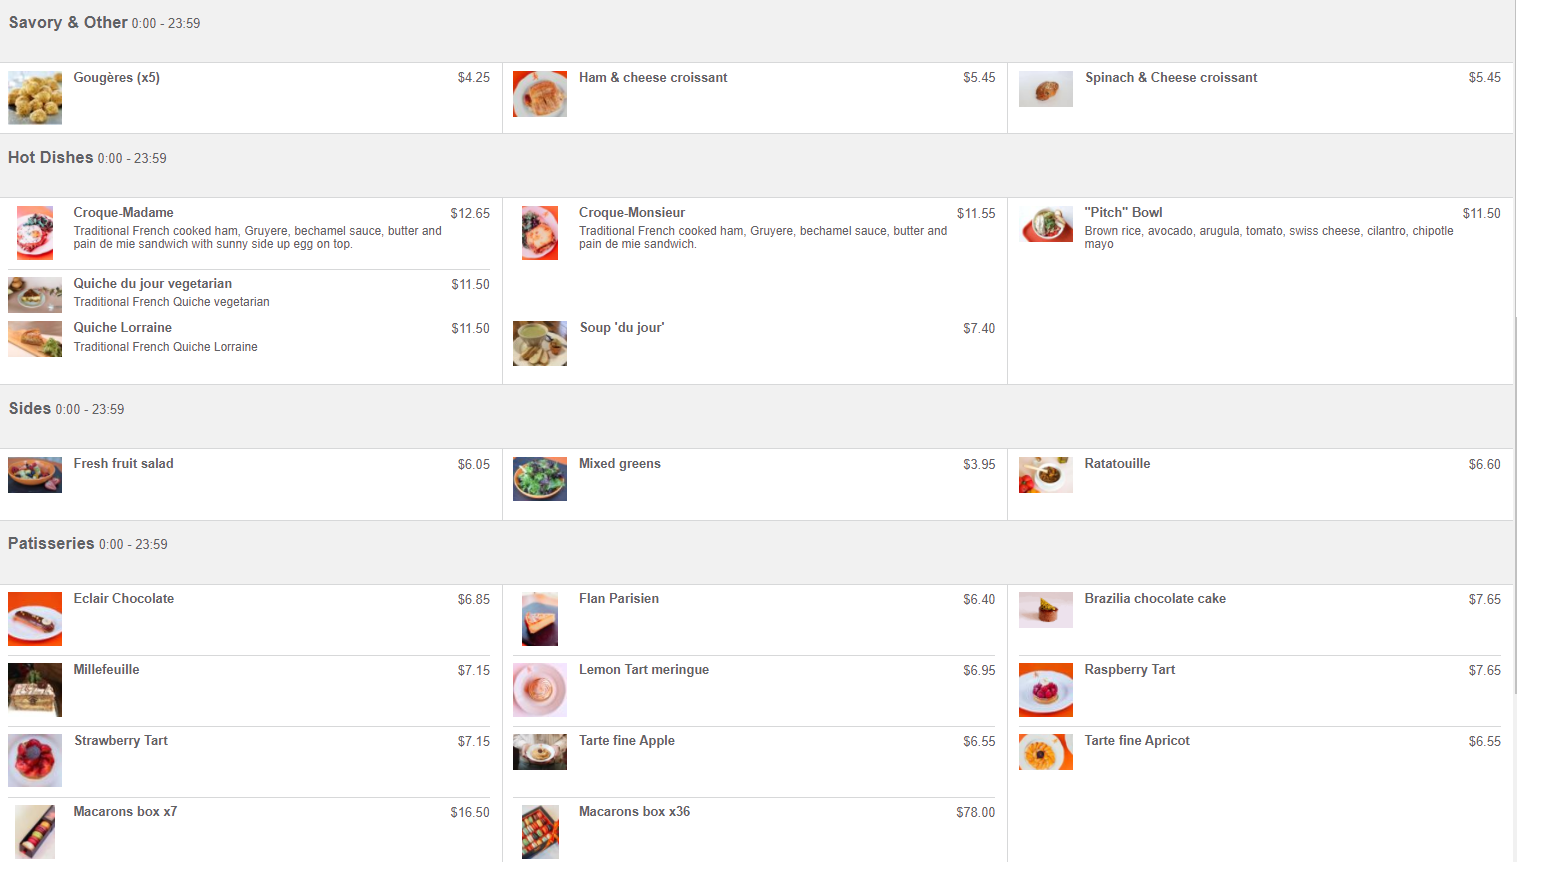 Savory & Other 0:00 - 23:59
Gougères (x5) $4.25
Ham & cheese croissant $5.45
Spinach & Cheese croissant $5.45
Hot Dishes 0:00 - 23:59
Croque-Madame $12.65
Traditional French cooked ham, Gruyere, bechamel sauce, butter and
pain de mie sandwich with sunny side up egg on top.
Croque-Monsieur $11.55
Traditional French cooked ham, Gruyere, bechamel sauce, butter and
pain de mie sandwich.
"Pitch" Bowl $11.50
Brown rice, avocado, arugula, tomato, swiss cheese, cilantro, chipotle
mayo
Quiche du jour vegetarian $11.50
Traditional French Quiche vegetarian
Quiche Lorraine $11.50
Traditional French Quiche Lorraine
Soup 'du jour' $7.40
Sides 0:00 - 23:59
Fresh fruit salad $6.05
Mixed greens $3.95
Ratatouille $6.60
Patisseries 0:00 - 23:59
Eclair Chocolate $6.85
Flan Parisien $6.40
Brazilia chocolate cake $7.65
Millefeuille $7.15
Lemon Tart meringue $6.95
Raspberry Tart $7.65
Strawberry Tart $7.15
Tarte fine Apple $6.55
Tarte fine Apricot $6.55
Macarons box x7 $16.50
Macarons box x36 $78.00